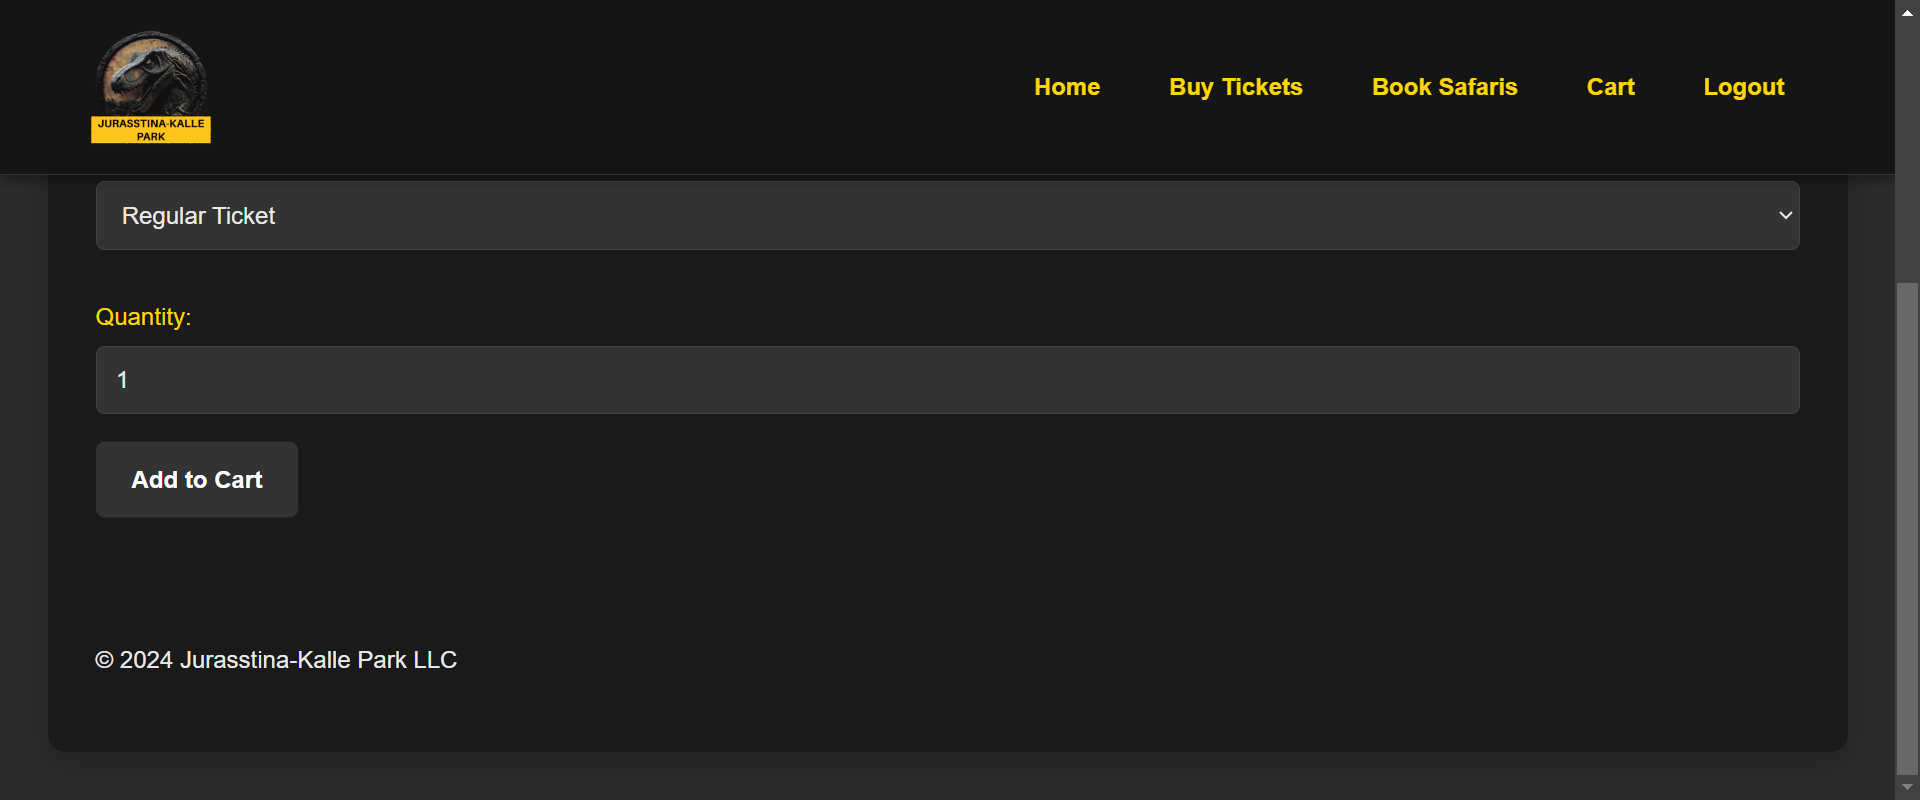 JURASSTINA-KALLE
PARK
Home
Buy Tickets
Book Safaris
Cart
Logout
Regular Ticket
Quantity:
1
Add to Cart
© 2024 Jurasstina-Kalle Park LLC